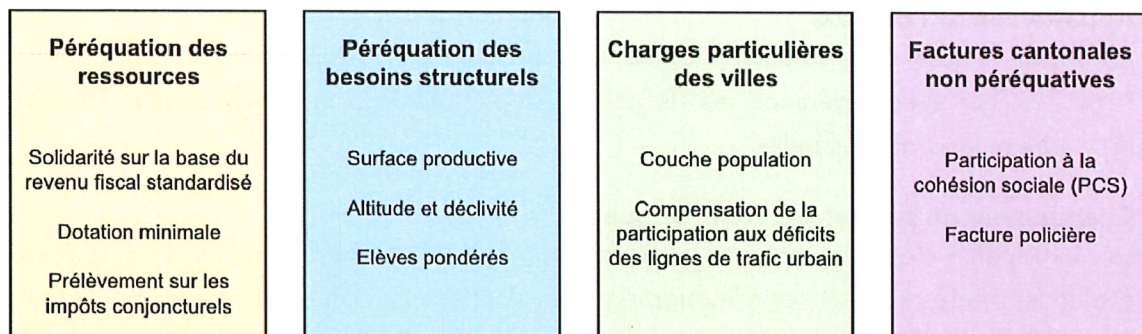 Péréquation des
ressources
Solidarité sur la base du
revenu fiscal standardisé
Dotation minimale
Prélèvement sur les
impôts conjoncturels
Péréquation des
besoins structurels
Surface productive
Altitude et déclivité
Elèves pondérés
Charges particulières
des villes
Couche population
Compensation de la
participation aux déficits
des lignes de trafic urbain
Factures cantonales
non péréquatives
Participation à la
cohésion sociale (PCS)
Facture policière